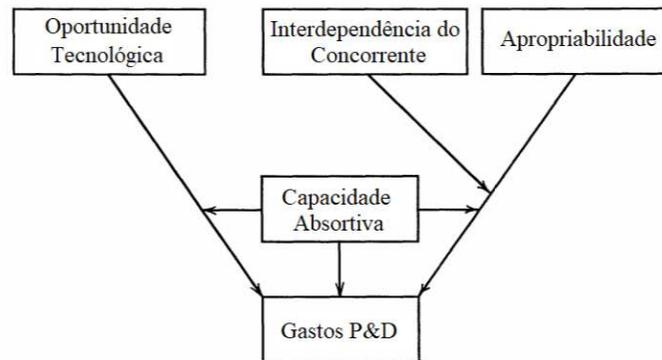 Oportunidade
Tecnológica
Interdependência do
Concorrente
Apropriabilidade
Capacidade
Absortiva
Gastos P&D